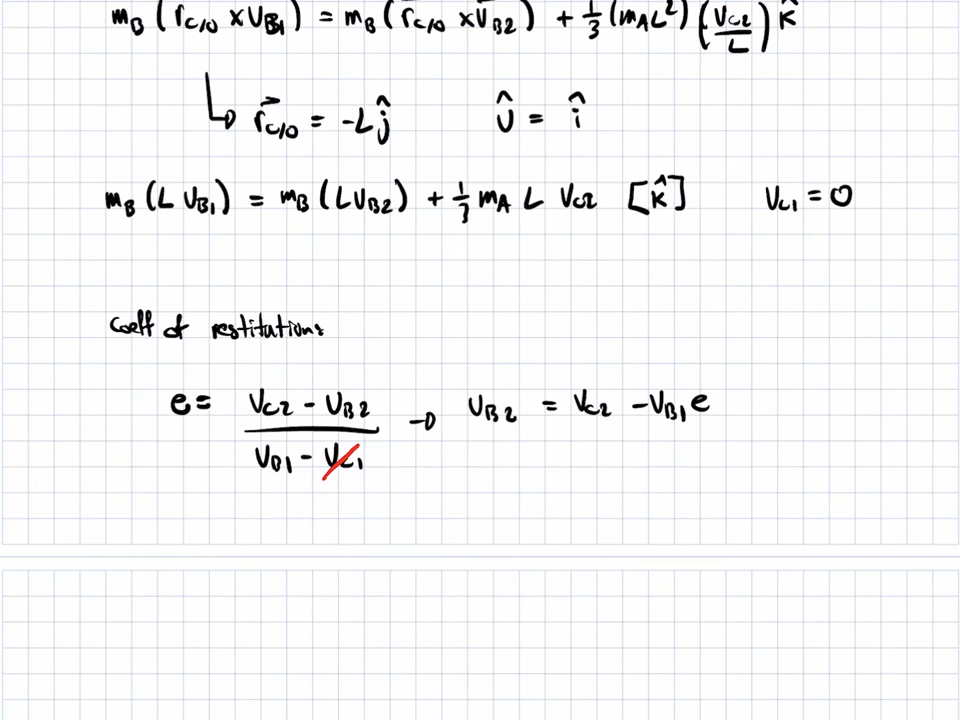 m_B (r_C/O × v_B1) = m_B (r_C/O × v_B2) + 1/3 (m_A L²) (v_C2/L) k̂
↳ r⃗_C/O = -L ĵ    û = î
m_B (L v_B1) = m_B (L v_B2) + 1/3 m_A L v_C2 [k̂]    v_C1 = 0
Coeff of restitution:
e = (v_C2 - v_B2)/(v_B1 - v_C1) → v_B2 = v_C2 - v_B1 e